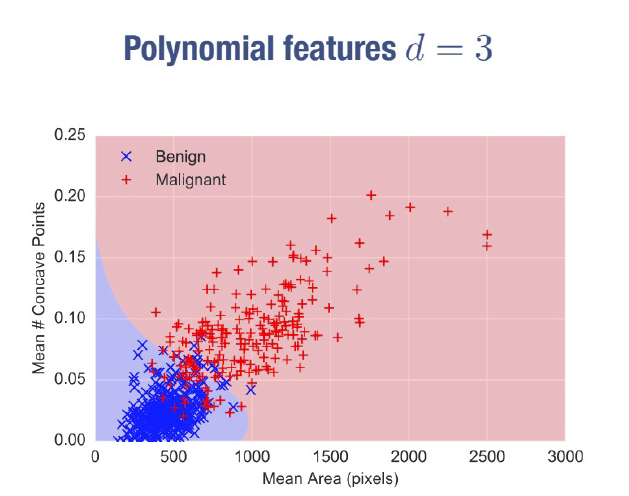 Polynomial features d = 3
0.25
0.20
0.15
0.10
0.05
0.00
Mean # Concave Points
Benign
Malignant
0 500 1000 1500 2000 2500 3000
Mean Area (pixels)